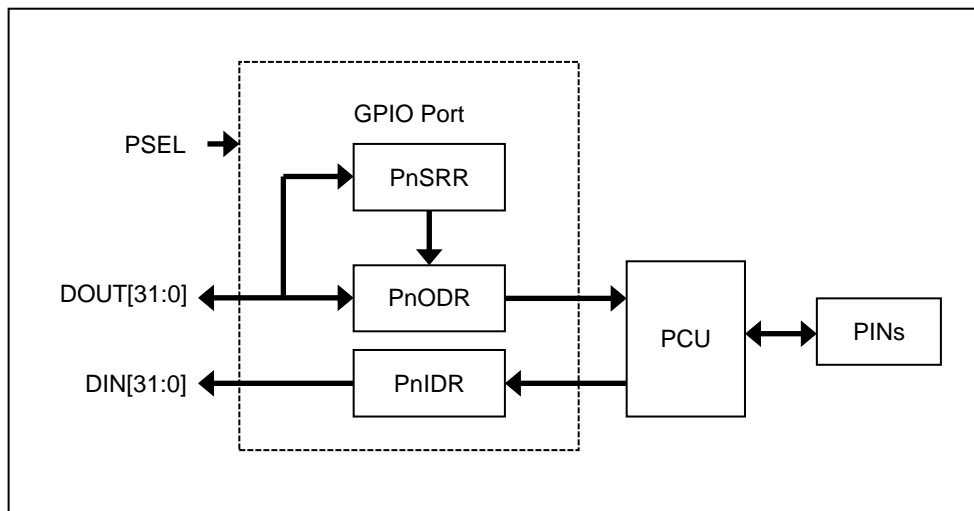 GPIO Port
PSEL
PnSRR
DOUT[31:0]
PnODR
PCU
PINs
DIN[31:0]
PnIDR